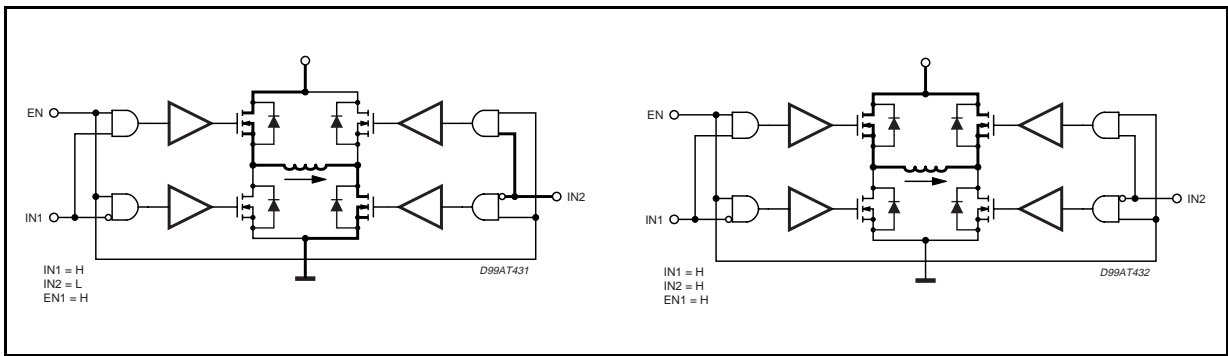 EN
IN1
IN2
IN1 = H
IN2 = L
EN1 = H
D99AT431
EN
IN1
IN2
IN1 = H
IN2 = H
EN1 = H
D99AT432